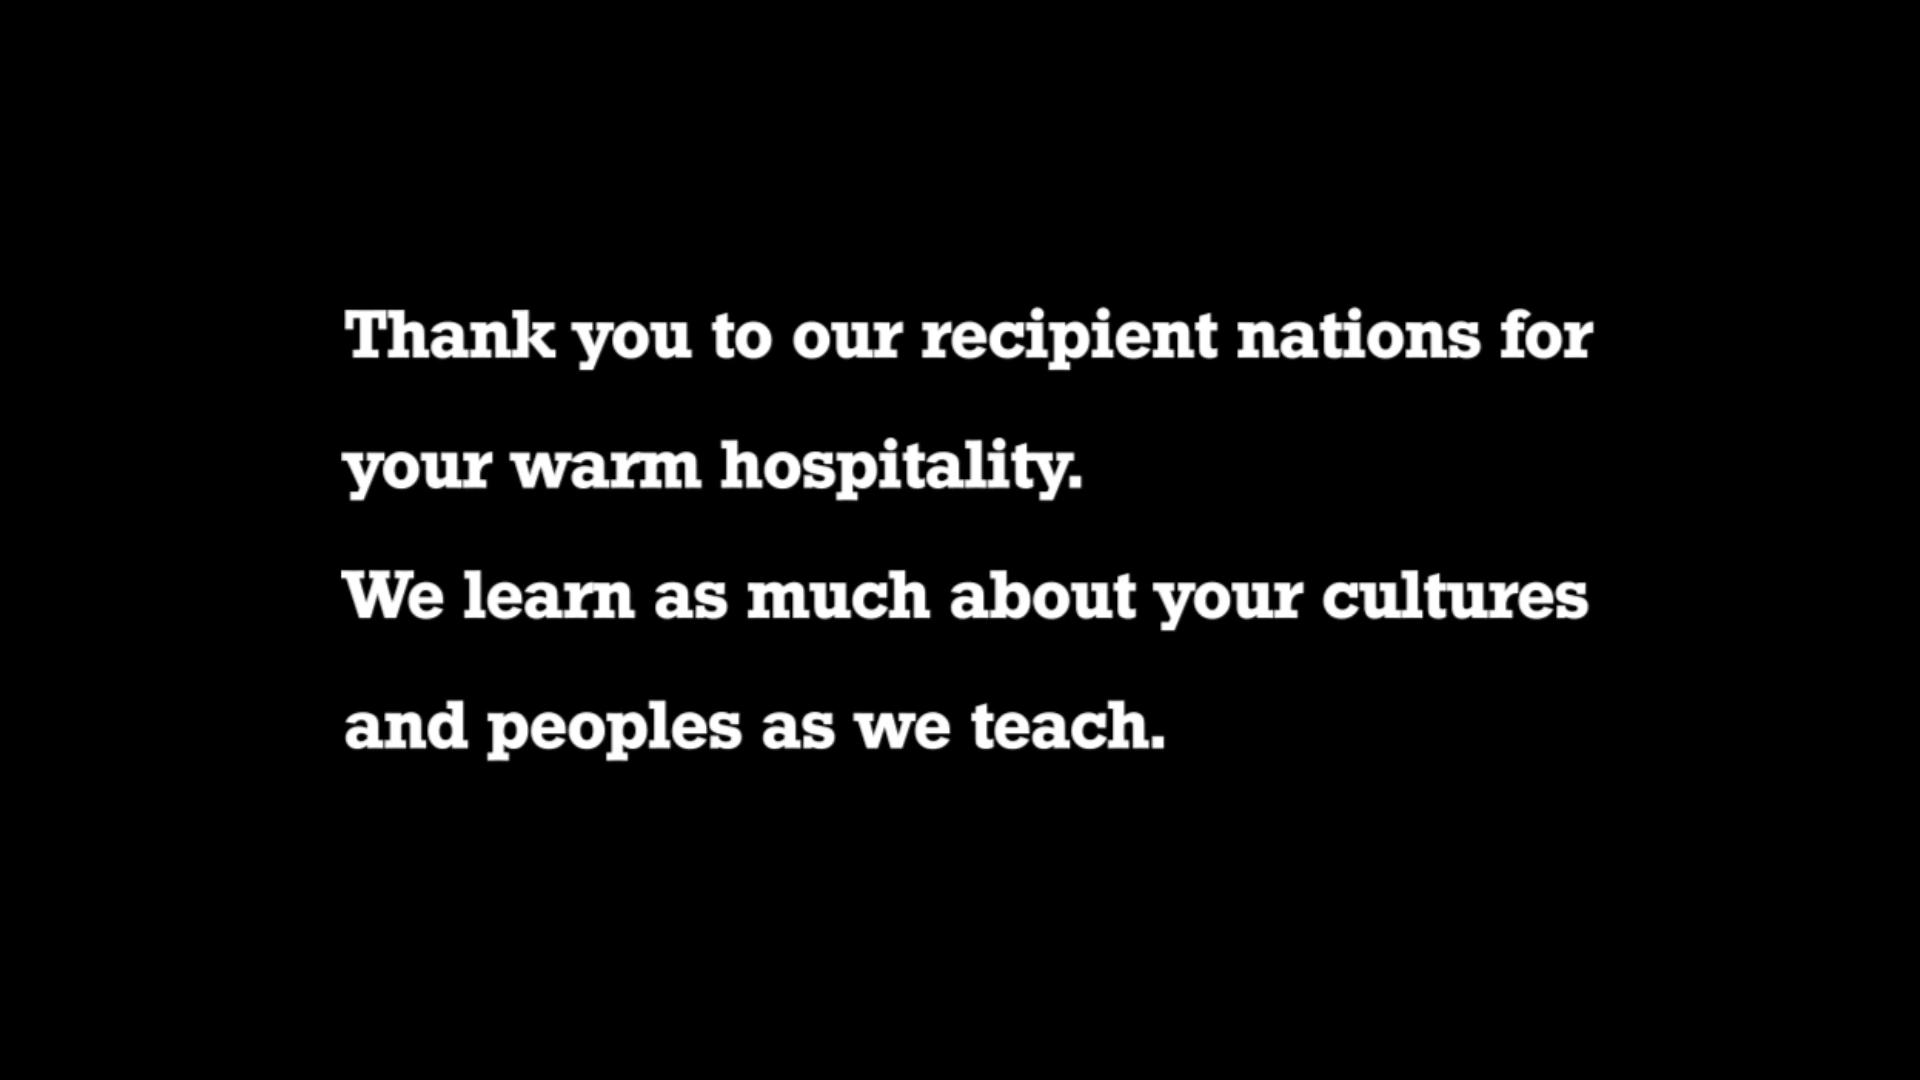 Thank you to our recipient nations for
your warm hospitality.
We learn as much about your cultures
and peoples as we teach.